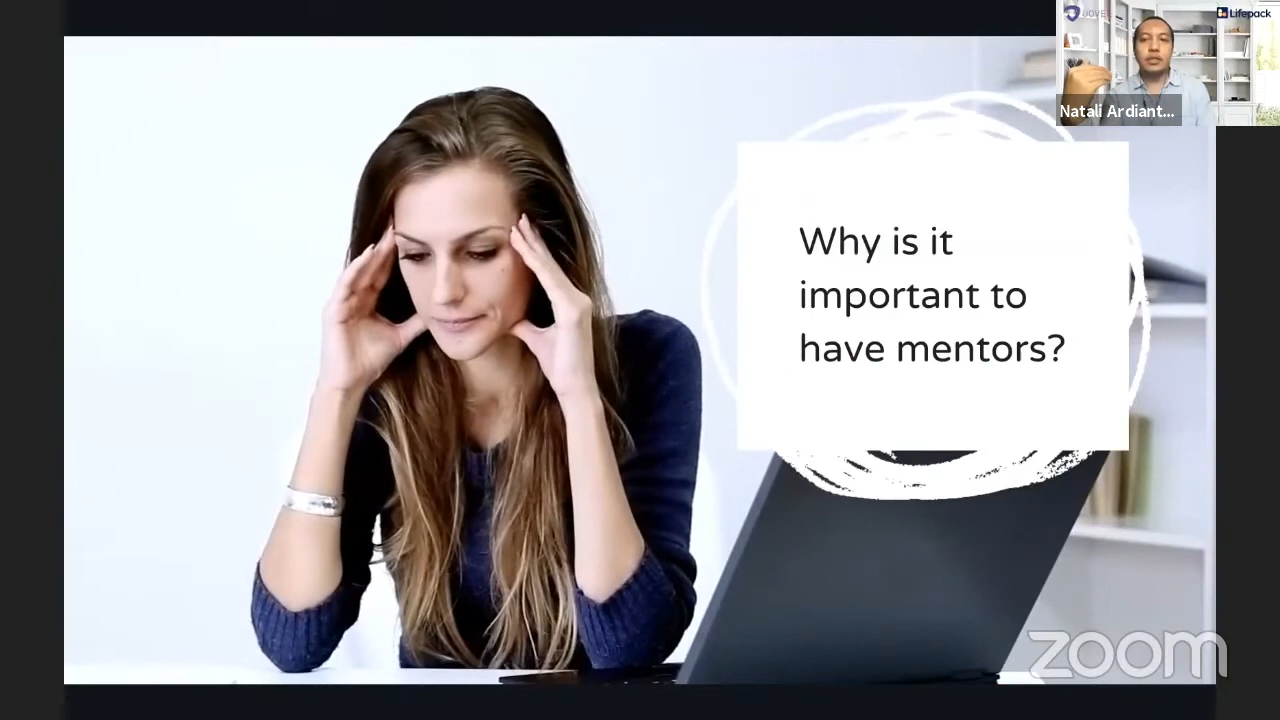 Lifepack
Natali Ardiant...
Why is it
important to
have mentors?
zoom